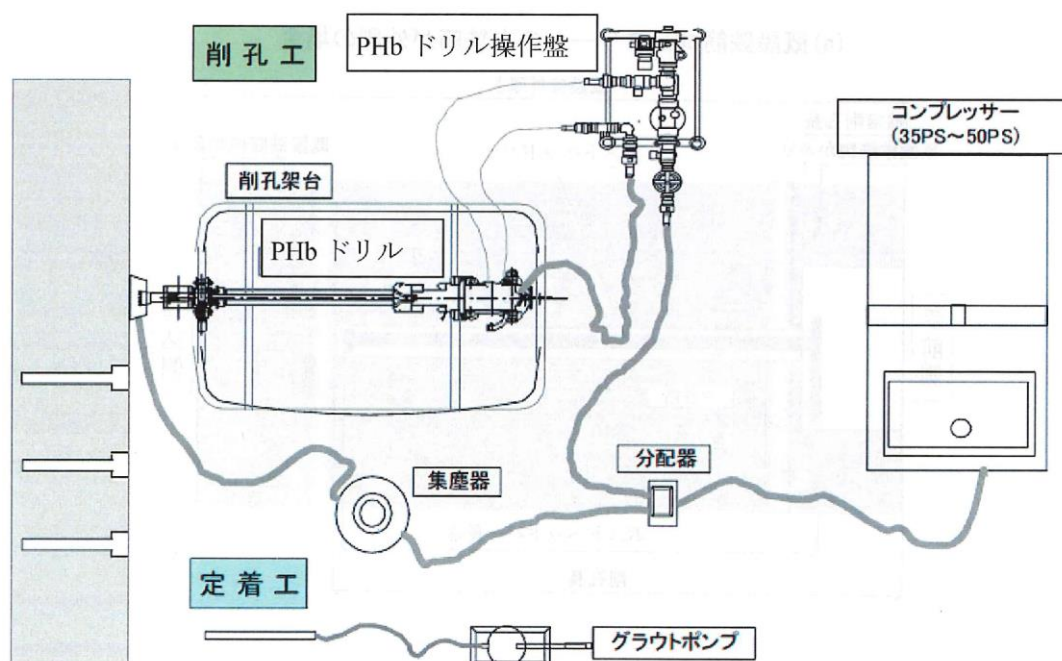 削孔工
PHb ドリル操作盤
コンプレッサー
(35PS～50PS)
削孔架台
PHb ドリル
分配器
集塵器
定着工
グラウトポンプ